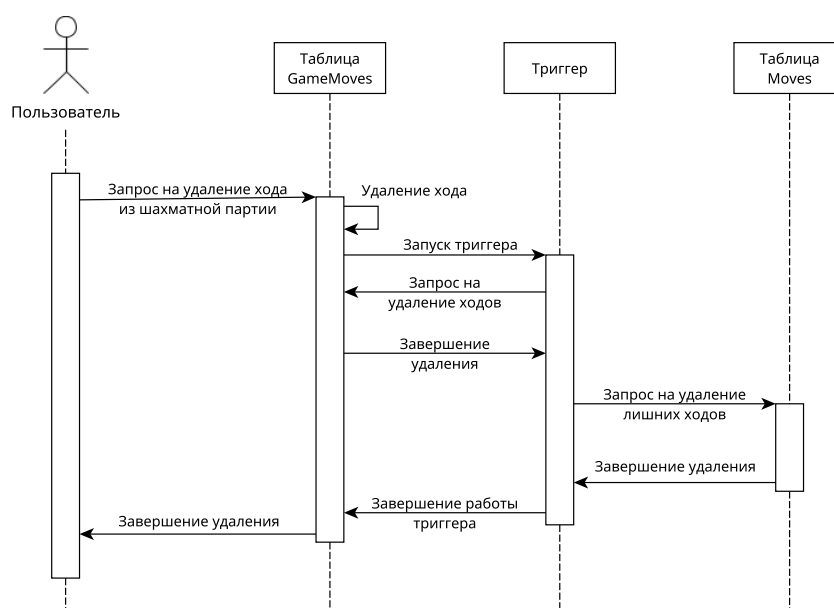 Пользователь
Таблица
GameMoves
Триггер
Таблица
Moves
Запрос на удаление хода
из шахматной партии
Удаление хода
Запуск триггера
Запрос на
удаление ходов
Завершение
удаления
Запрос на удаление
лишних ходов
Завершение удаления
Завершение работы
триггера
Завершение удаления